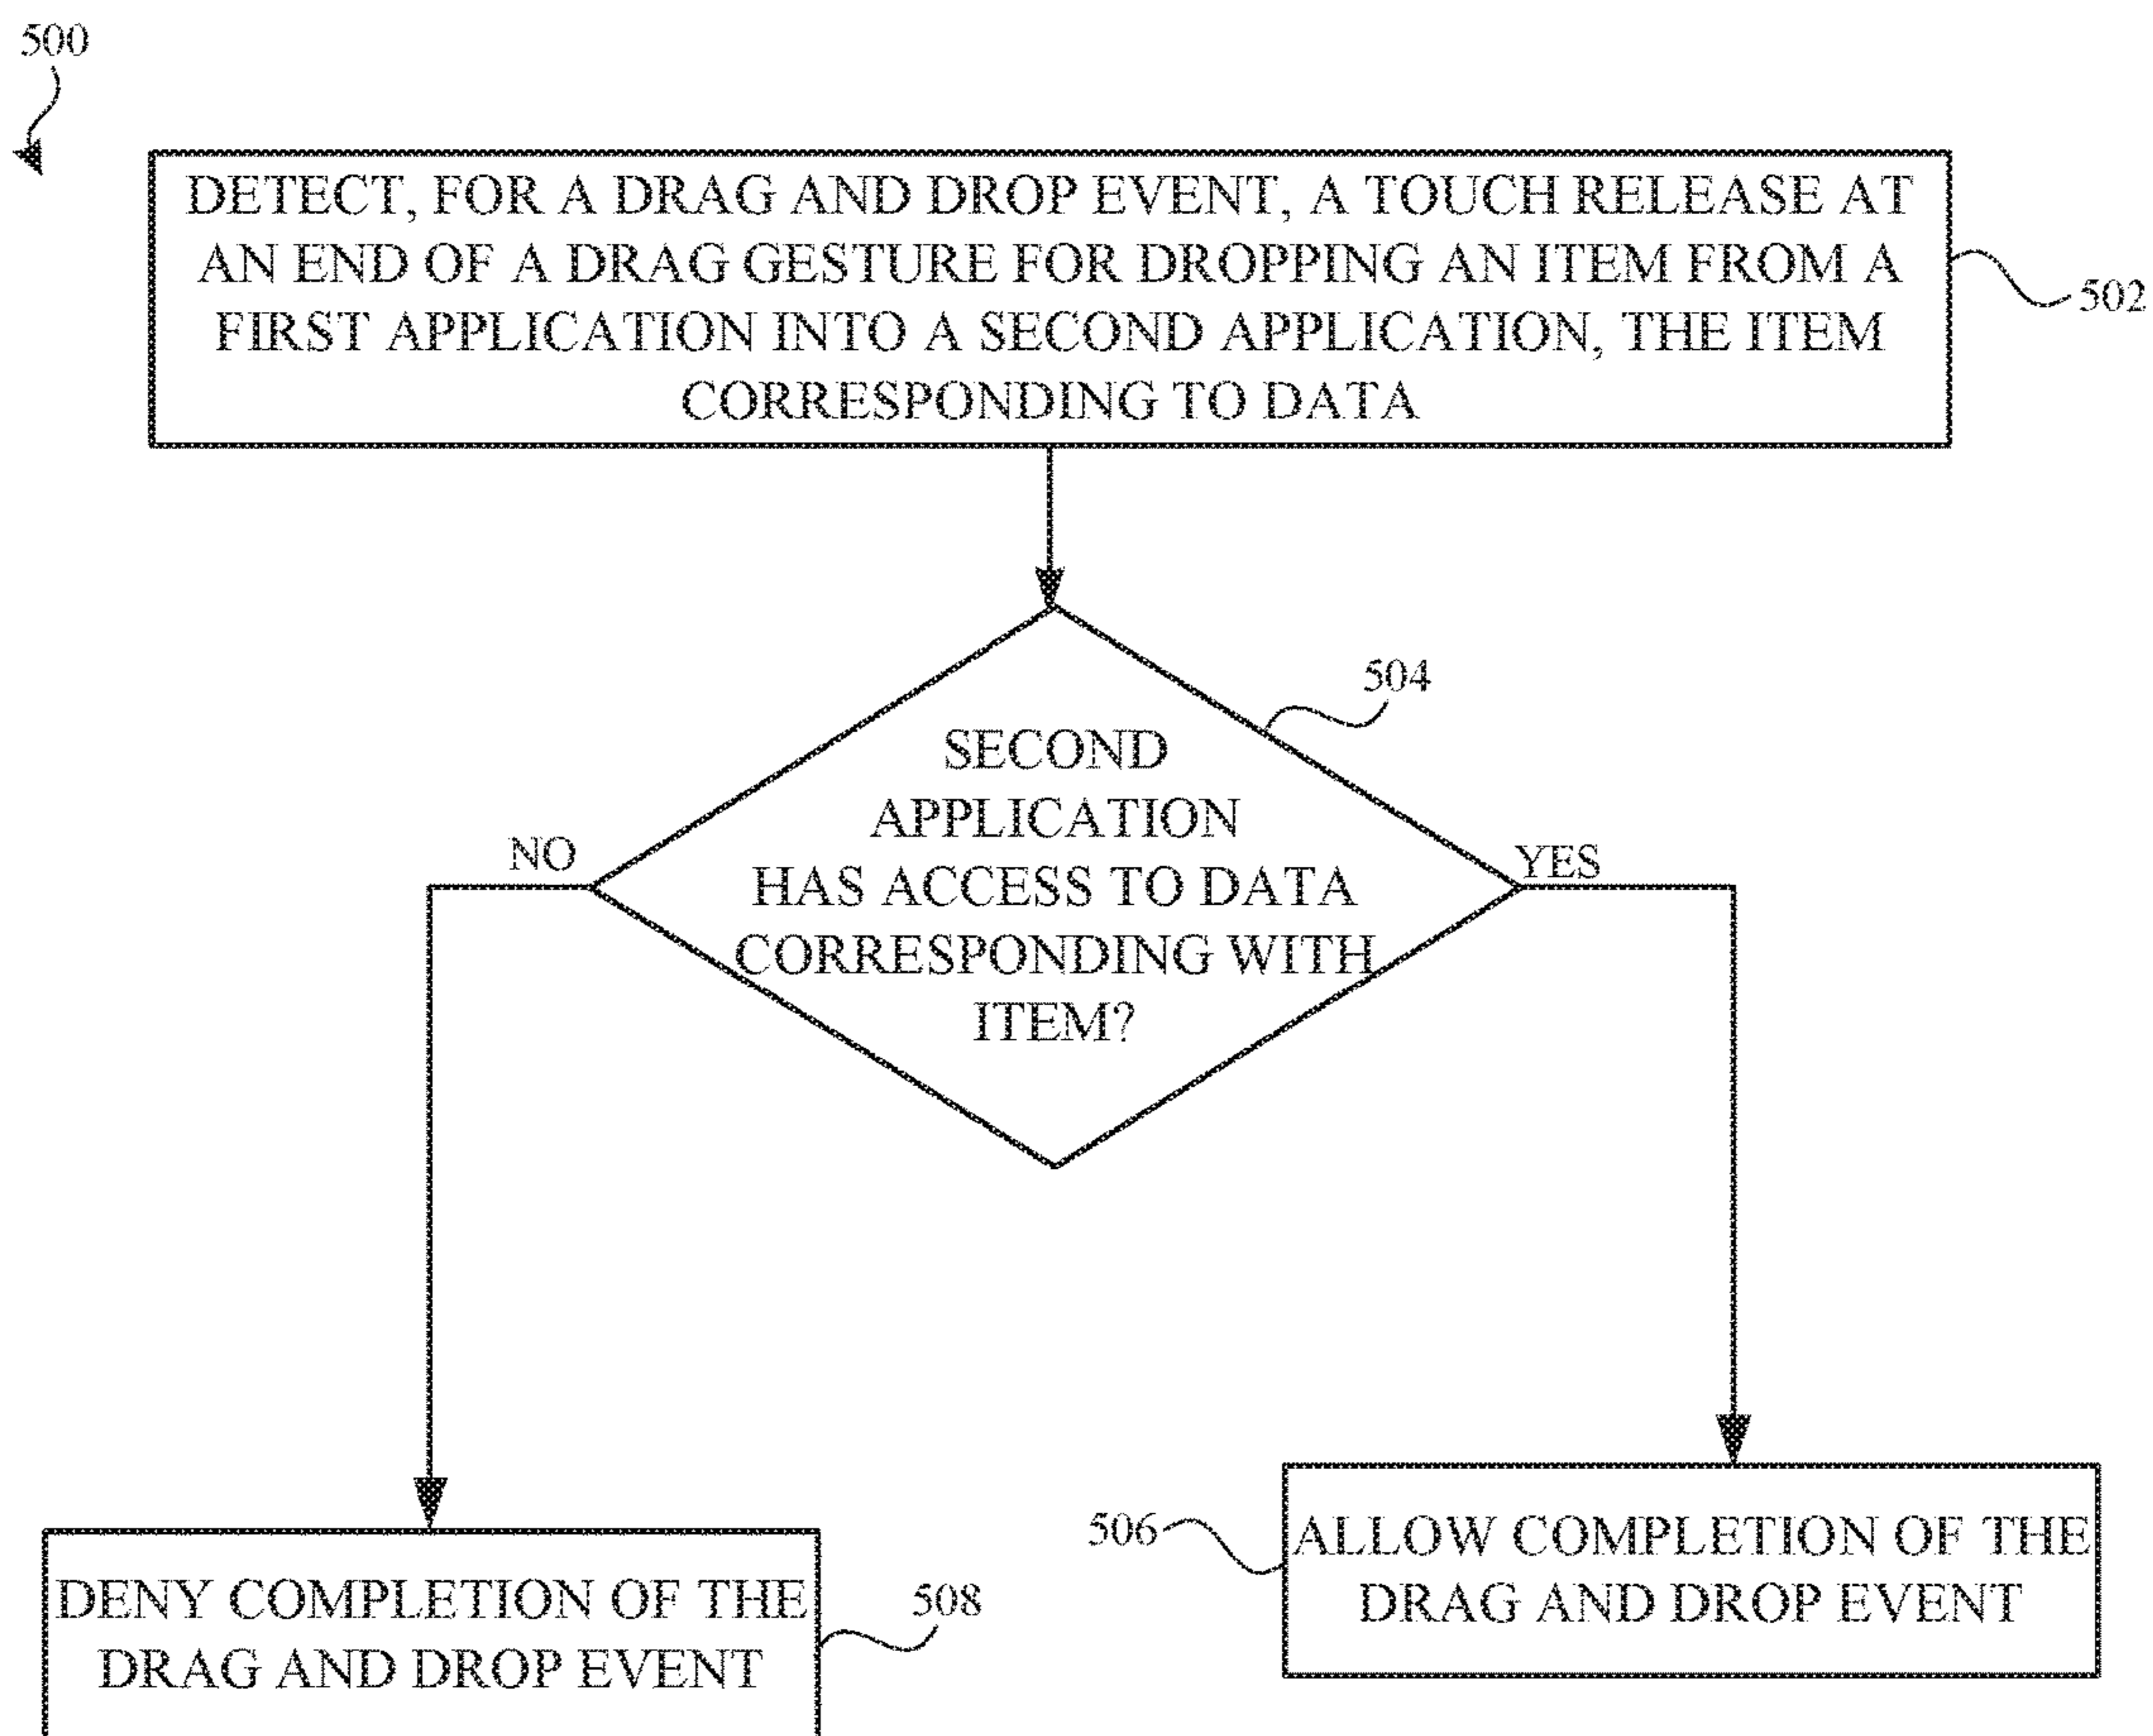 500
DETECT, FOR A DRAG AND DROP EVENT, A TOUCH RELEASE AT
AN END OF A DRAG GESTURE FOR DROPPING AN ITEM FROM A
FIRST APPLICATION INTO A SECOND APPLICATION, THE ITEM
CORRESPONDING TO DATA
502
504
SECOND
APPLICATION
HAS ACCESS TO DATA
CORRESPONDING WITH
ITEM?
NO
YES
506
ALLOW COMPLETION OF THE
DRAG AND DROP EVENT
DENY COMPLETION OF THE
DRAG AND DROP EVENT
508